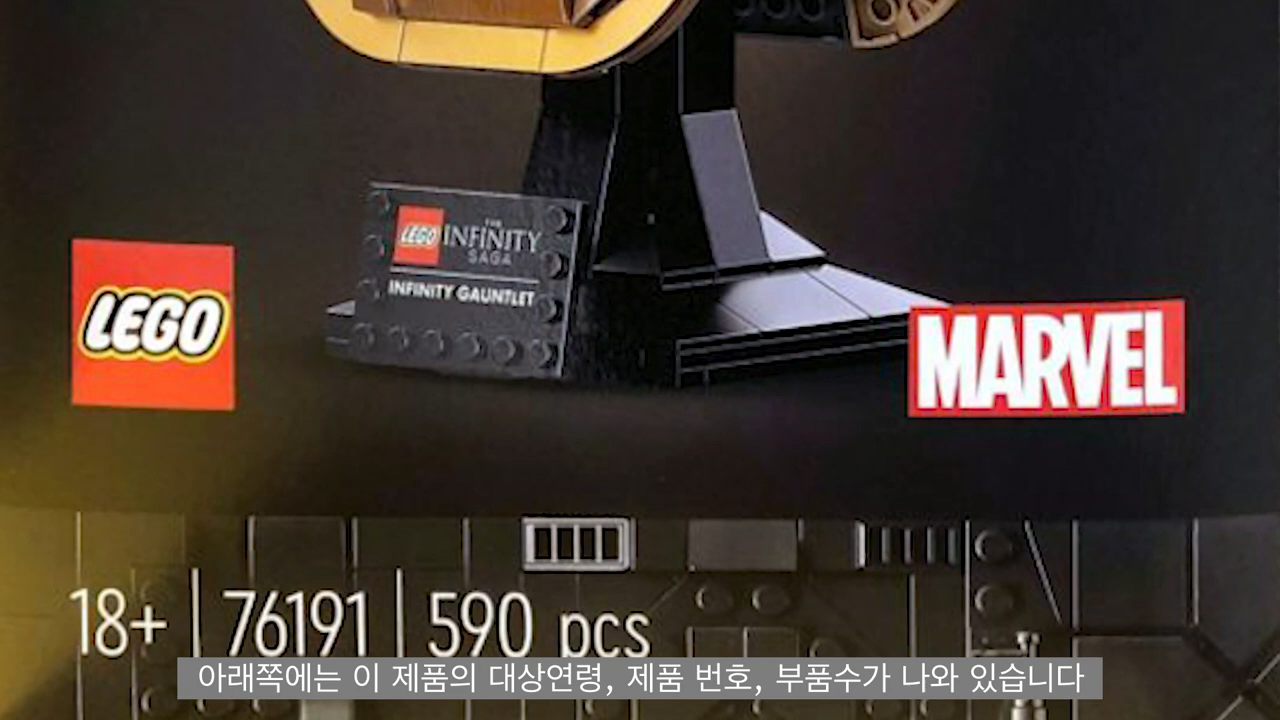 LEGO
THE
INFINITY
SAGA
INFINITY GAUNTLET
LEGO
MARVEL
18+ | 76191 | 590 pcs
아래쪽에는 이 제품의 대상연령, 제품 번호, 부품수가 나와 있습니다